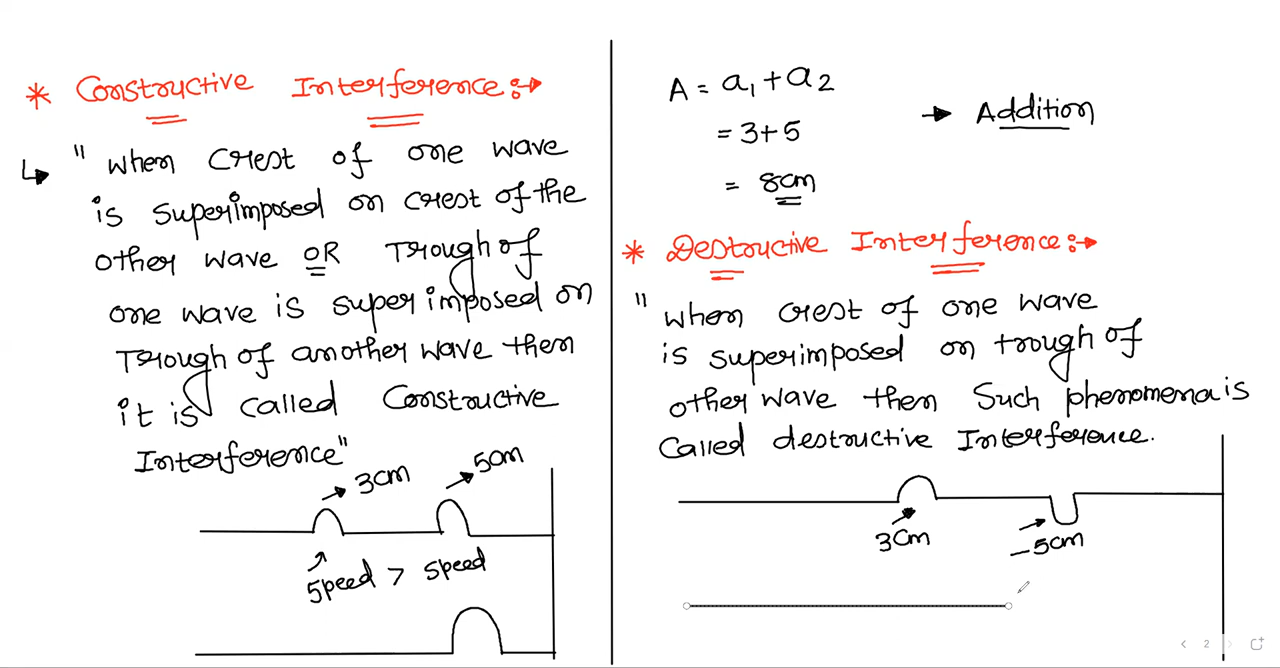 * Constructive Interference:→
↳ "When crest of one wave
is superimposed on crest of the
other wave OR Trough of
one wave is superimposed on
Trough of another wave then
it is called Constructive
Interference"
→ 3cm
→ 5cm
Speed > Speed
A = a1 + a2
= 3+5
= 8cm
→ Addition
* Destructive Interference:→
"When crest of one wave
is superimposed on trough of
other wave then Such phenomena is
Called destructive Interference.
3cm
-5cm
2